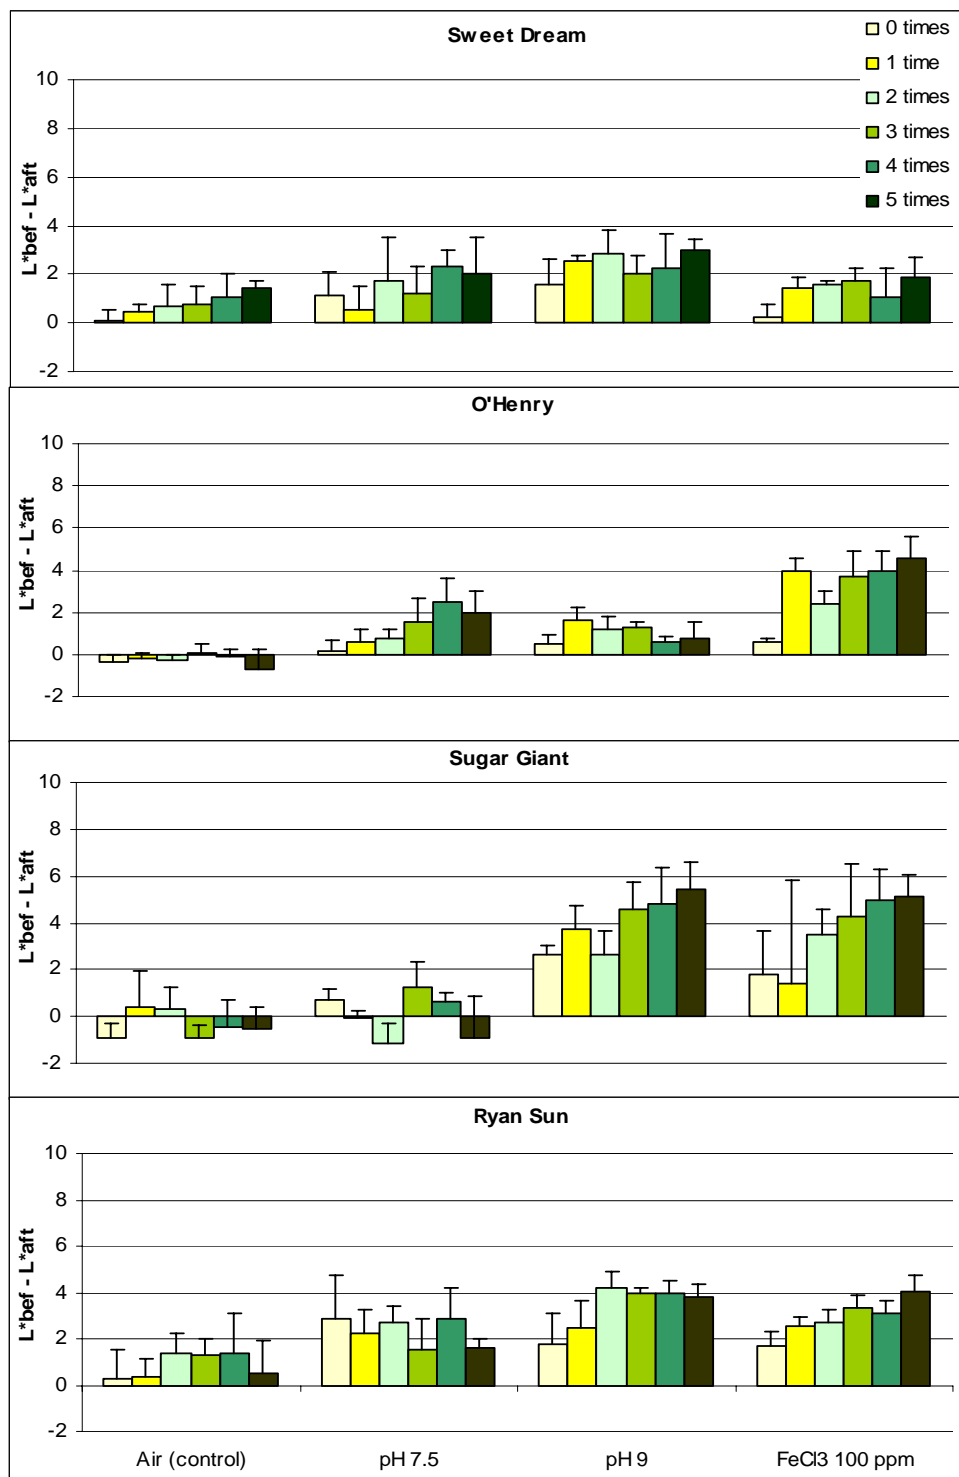 Sweet Dream
0 times
1 time
2 times
3 times
4 times
5 times
L*bef - L*aft
10
8
6
4
2
0
-2
O'Henry
L*bef - L*aft
10
8
6
4
2
0
-2
Sugar Giant
L*bef - L*aft
10
8
6
4
2
0
-2
Ryan Sun
L*bef - L*aft
10
8
6
4
2
0
-2
Air (control) pH 7.5 pH 9 FeCl3 100 ppm